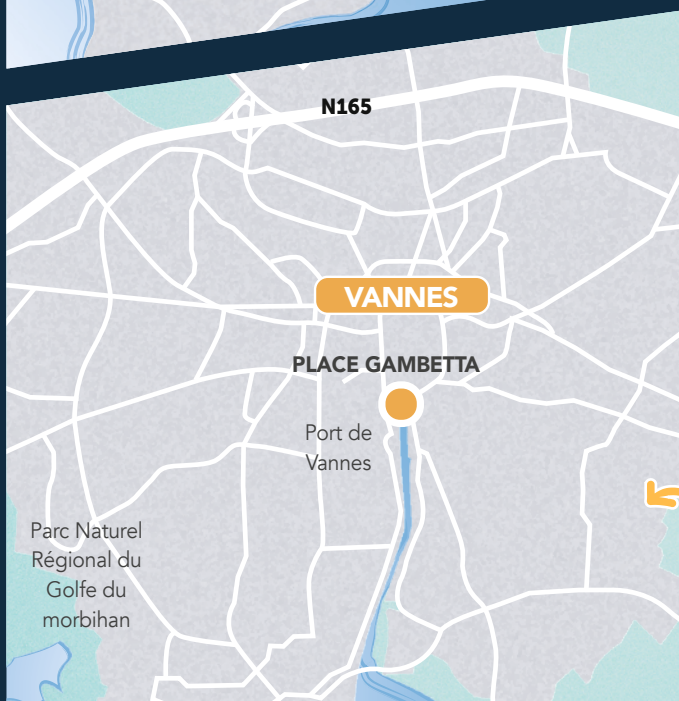 N165
VANNES
PLACE GAMBETTA
Port de
Vannes
Parc Naturel
Régional du
Golfe du
morbihan